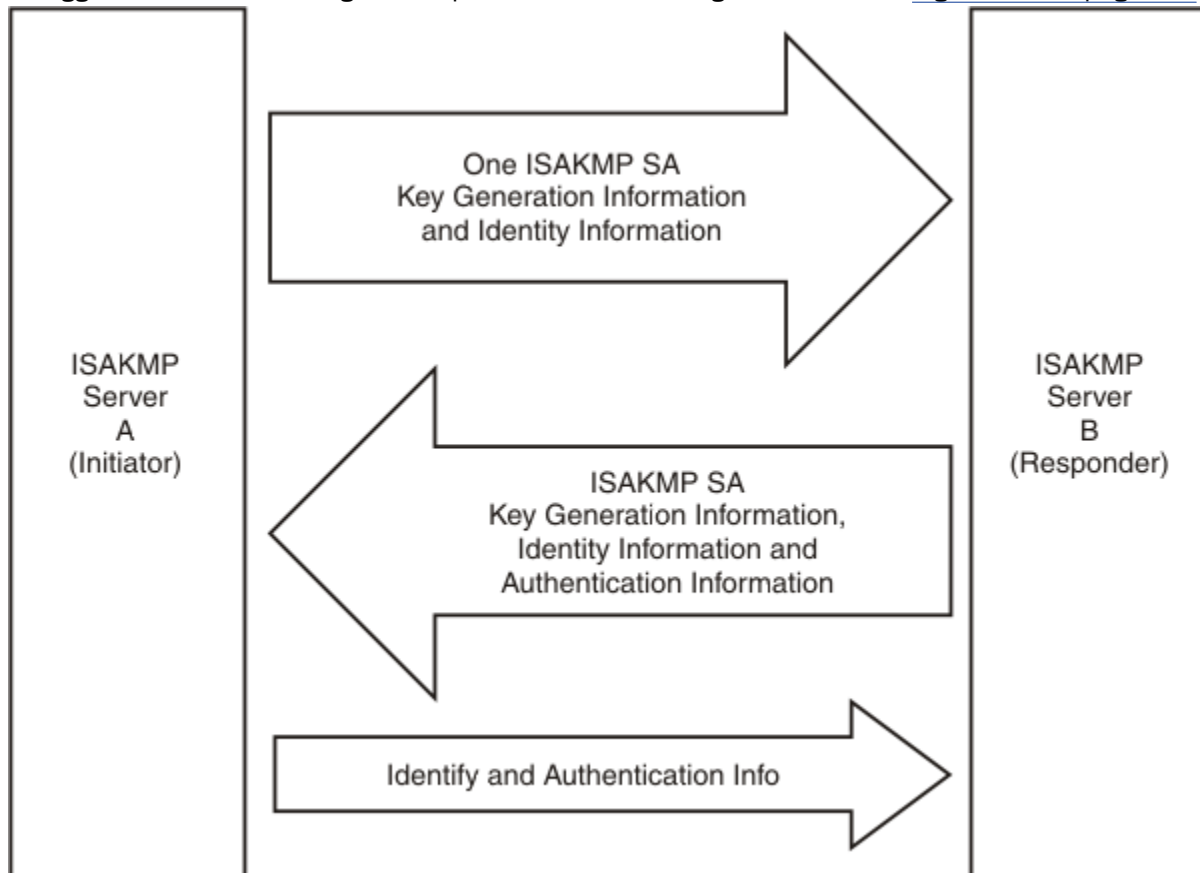 ISAKMP
Server
A
(Initiator)
One ISAKMP SA
Key Generation Information
and Identity Information
ISAKMP SA
Key Generation Information,
Identity Information and
Authentication Information
Identify and Authentication Info
ISAKMP
Server
B
(Responder)